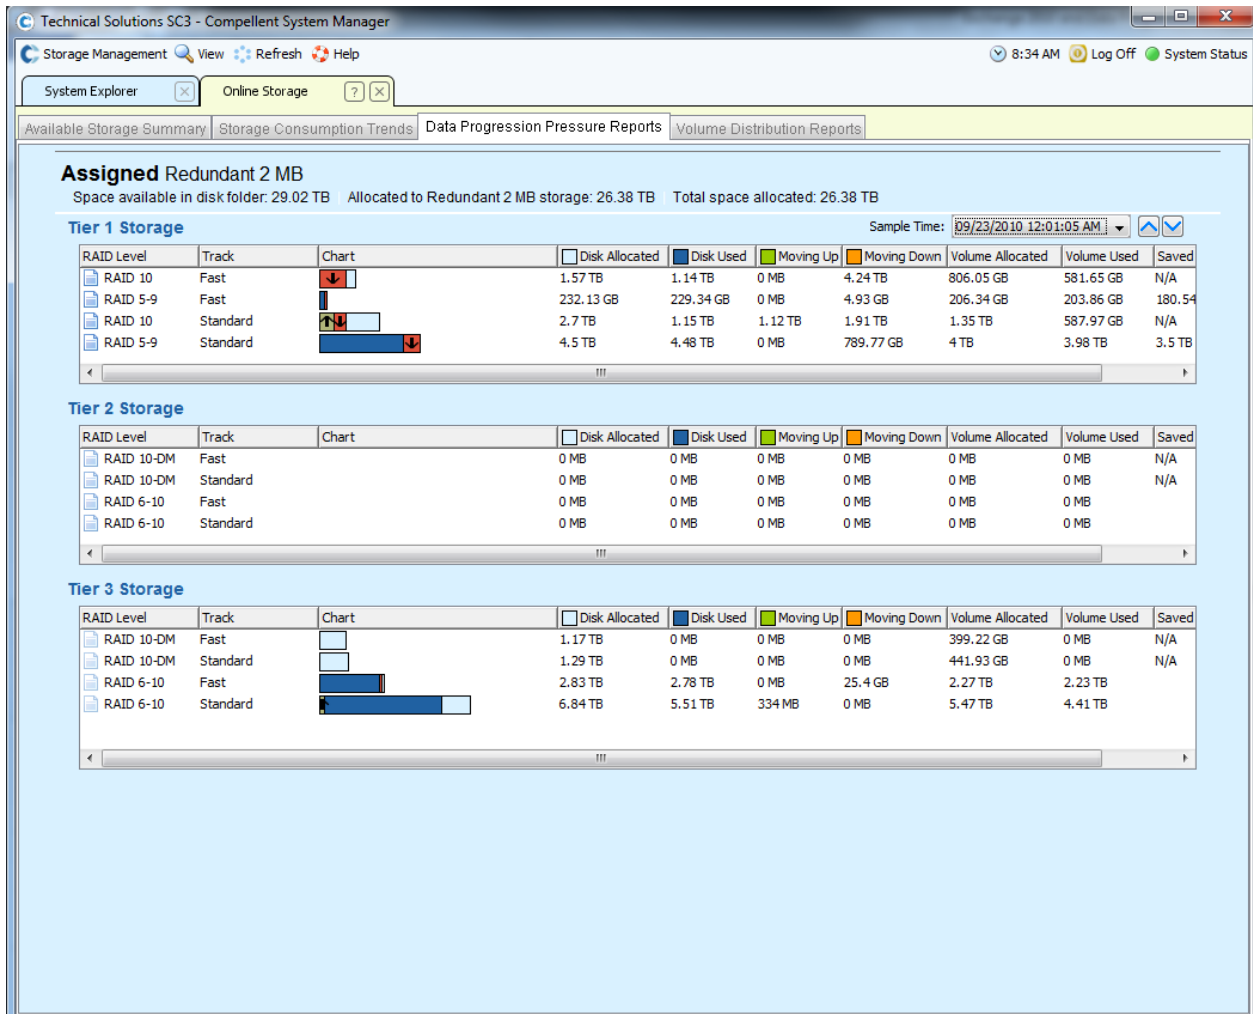 Technical Solutions SC3 - Compellent System Manager
Storage Management View Refresh Help 8:34 AM Log Off System Status
System Explorer Online Storage ?
Available Storage Summary Storage Consumption Trends Data Progression Pressure Reports Volume Distribution Reports
Assigned Redundant 2 MB
Space available in disk folder: 29.02 TB Allocated to Redundant 2 MB storage: 26.38 TB Total space allocated: 26.38 TB
Tier 1 Storage Sample Time: 09/23/2010 12:01:05 AM
RAID Level Track Chart Disk Allocated Disk Used Moving Up Moving Down Volume Allocated Volume Used Saved
RAID 10 Fast 1.57 TB 1.14 TB 0 MB 4.24 TB 806.05 GB 581.65 GB N/A
RAID 5-9 Fast 232.13 GB 229.34 GB 0 MB 4.93 GB 206.34 GB 203.86 GB 180.54
RAID 10 Standard 2.7 TB 1.15 TB 1.12 TB 1.91 TB 1.35 TB 587.97 GB N/A
RAID 5-9 Standard 4.5 TB 4.48 TB 0 MB 789.77 GB 4 TB 3.98 TB 3.5 TB
Tier 2 Storage
RAID Level Track Chart Disk Allocated Disk Used Moving Up Moving Down Volume Allocated Volume Used Saved
RAID 10-DM Fast 0 MB 0 MB 0 MB 0 MB 0 MB 0 MB N/A
RAID 10-DM Standard 0 MB 0 MB 0 MB 0 MB 0 MB 0 MB N/A
RAID 6-10 Fast 0 MB 0 MB 0 MB 0 MB 0 MB 0 MB
RAID 6-10 Standard 0 MB 0 MB 0 MB 0 MB 0 MB 0 MB
Tier 3 Storage
RAID Level Track Chart Disk Allocated Disk Used Moving Up Moving Down Volume Allocated Volume Used Saved
RAID 10-DM Fast 1.17 TB 0 MB 0 MB 0 MB 399.22 GB 0 MB N/A
RAID 10-DM Standard 1.29 TB 0 MB 0 MB 0 MB 441.93 GB 0 MB N/A
RAID 6-10 Fast 2.83 TB 2.78 TB 0 MB 25.4 GB 2.27 TB 2.23 TB
RAID 6-10 Standard 6.84 TB 5.51 TB 334 MB 0 MB 5.47 TB 4.41 TB